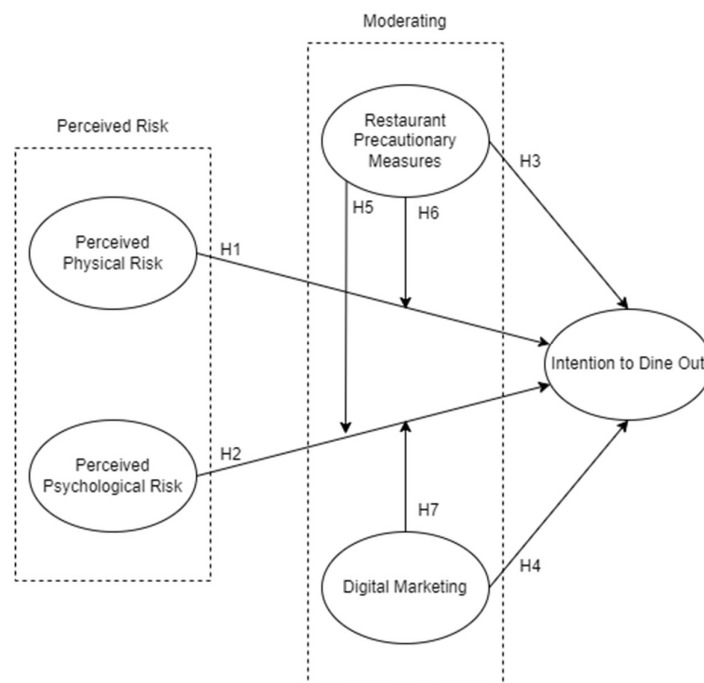 Moderating
Perceived Risk
Restaurant
Precautionary
Measures
H3
H5
H6
Perceived
Physical Risk
H1
Intention to Dine Out
Perceived
Psychological Risk
H2
H7
H4
Digital Marketing